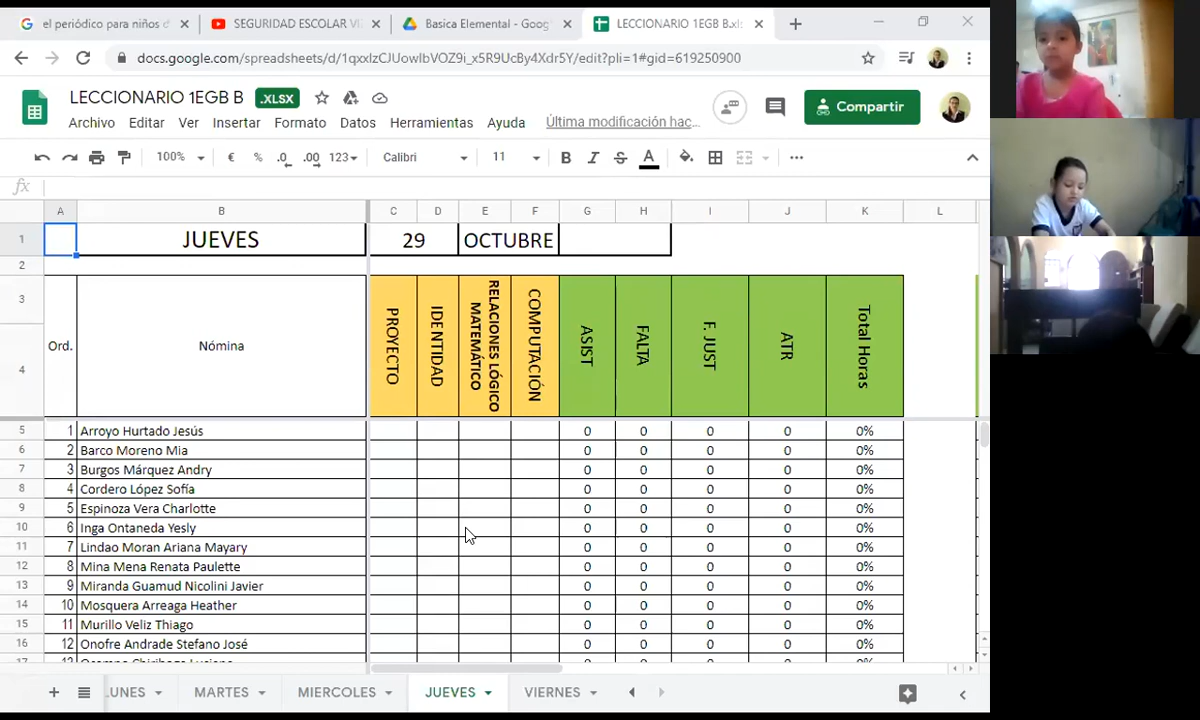 el periódico para niños d
SEGURIDAD ESCOLAR VI
Basica Elemental - Goog
LECCIONARIO 1EGB B.xls
docs.google.com/spreadsheets/d/1qxxIzCJUowlbVOZ9i_x5R9UcBy4Xdr5Y/edit?pli=1#gid=619250900
LECCIONARIO 1EGB B .XLSX
Compartir
Archivo Editar Ver Insertar Formato Datos Herramientas Ayuda Última modificación hac...
100% € % .0 .00 123 Calibri 11 B I S A
fx
A B C D E F G H I J K L
1 JUEVES 29 OCTUBRE
2
3
4
Ord. Nómina PROYECTO IDENTIDAD RELACIONES LÓGICO MATEMÁTICO COMPUTACIÓN ASIST FALTA F. JUST ATR Total Horas
5 1 Arroyo Hurtado Jesús 0 0 0 0 0%
6 2 Barco Moreno Mia 0 0 0 0 0%
7 3 Burgos Márquez Andry 0 0 0 0 0%
8 4 Cordero López Sofía 0 0 0 0 0%
9 5 Espinoza Vera Charlotte 0 0 0 0 0%
10 6 Inga Ontaneda Yesly 0 0 0 0 0%
11 7 Lindao Moran Ariana Mayary 0 0 0 0 0%
12 8 Mina Mena Renata Paulette 0 0 0 0 0%
13 9 Miranda Guamud Nicolini Javier 0 0 0 0 0%
14 10 Mosquera Arreaga Heather 0 0 0 0 0%
15 11 Murillo Veliz Thiago 0 0 0 0 0%
16 12 Onofre Andrade Stefano José 0 0 0 0 0%
LUNES MARTES MIERCOLES JUEVES VIERNES